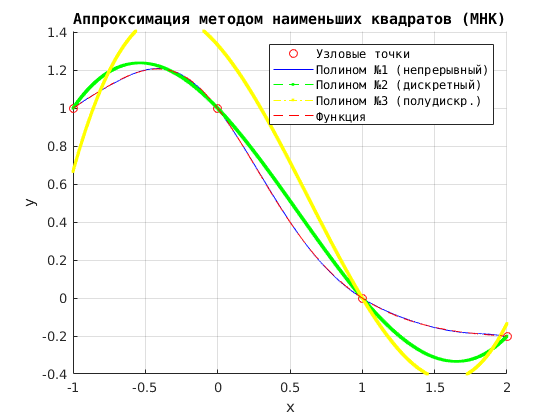 Аппроксимация методом наименьших квадратов (МНК)
1.4
1.2
1
0.8
0.6
0.4
0.2
0
-0.2
-0.4
y
Узловые точки
Полином №1 (непрерывный)
Полином №2 (дискретный)
Полином №3 (полудискр.)
Функция
-1
-0.5
0
0.5
1
1.5
2
x